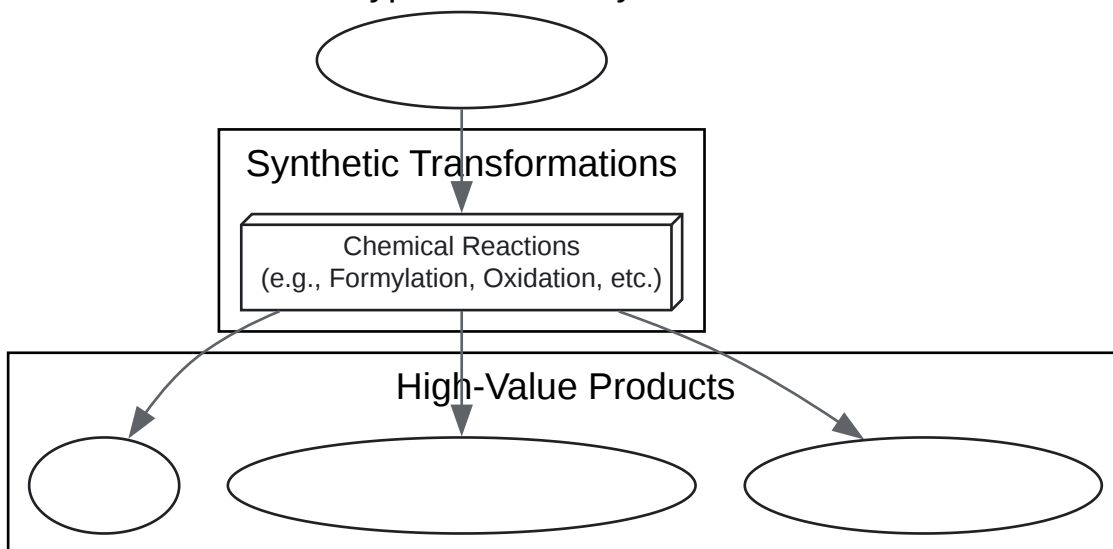 Synthetic Transformations
Chemical Reactions
(e.g., Formylation, Oxidation, etc.)
High-Value Products